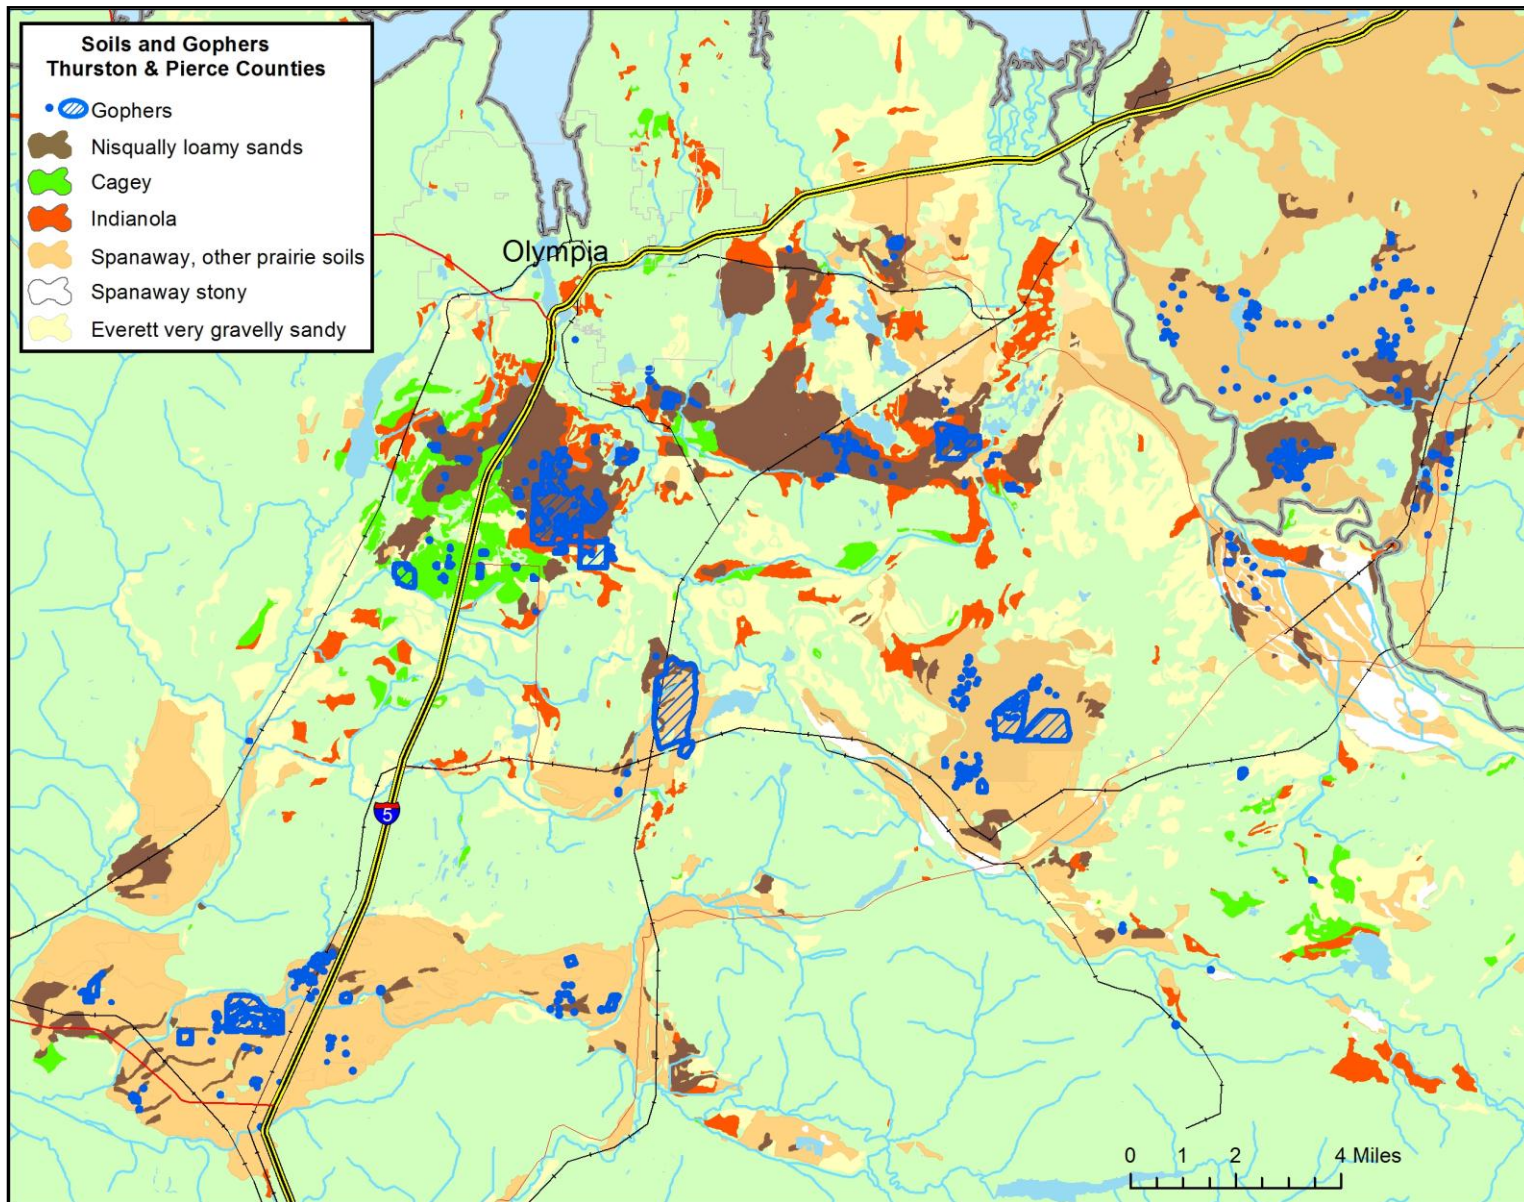 Soils and Gophers
Thurston & Pierce Counties
Gophers
Nisqually loamy sands
Cagey
Indianola
Spanaway, other prairie soils
Spanaway stony
Everett very gravelly sandy
Olympia
5
0 1 2 4 Miles